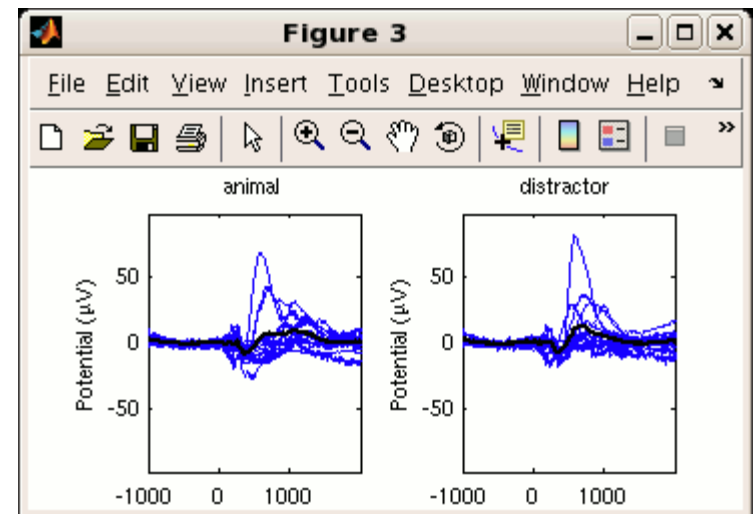 Figure 3
File Edit View Insert Tools Desktop Window Help
animal distractor
Potential (µV) 50 0 -50 Potential (µV) 50 0 -50
-1000 0 1000 -1000 0 1000